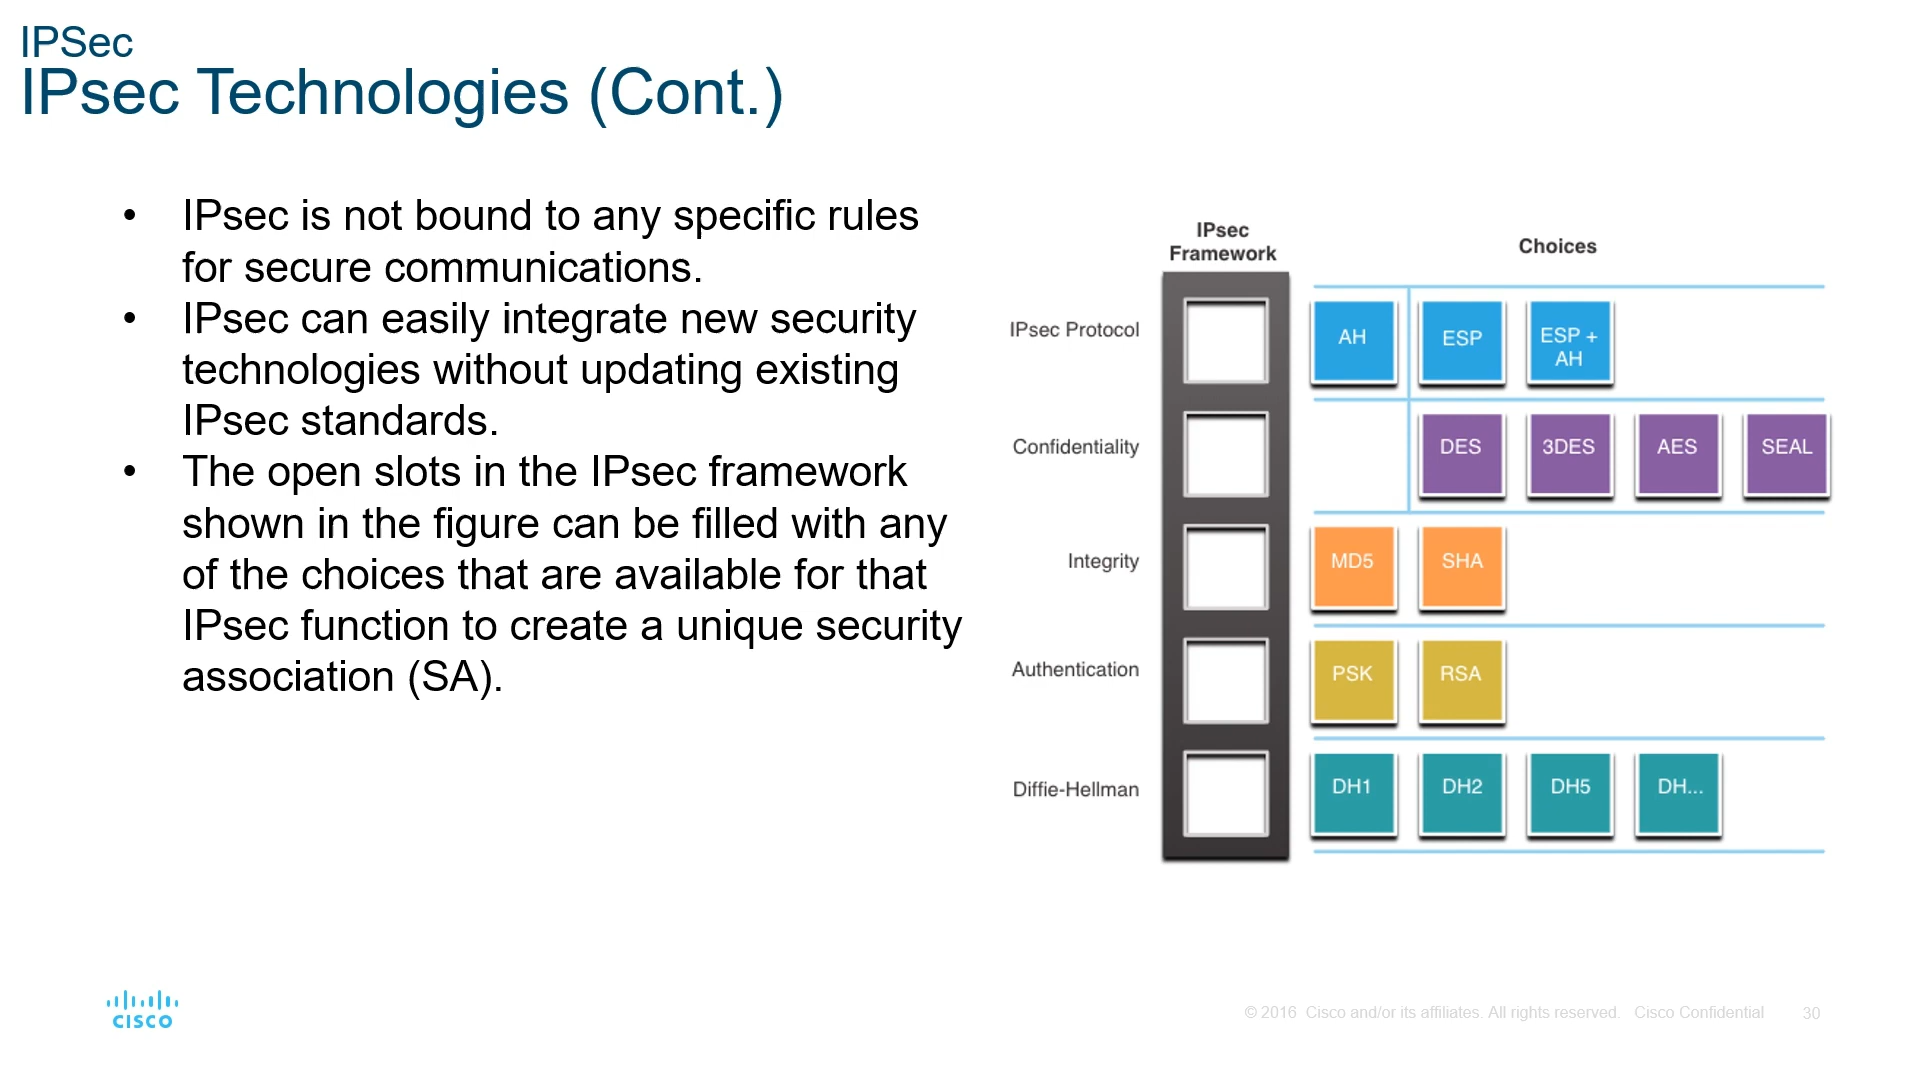 IPSec
IPsec Technologies (Cont.)
• IPsec is not bound to any specific rules
for secure communications.
• IPsec can easily integrate new security
technologies without updating existing
IPsec standards.
• The open slots in the IPsec framework
shown in the figure can be filled with any
of the choices that are available for that
IPsec function to create a unique security
association (SA).
IPsec
Framework
Choices
IPsec Protocol
AH
ESP
ESP +
AH
Confidentiality
DES
3DES
AES
SEAL
Integrity
MD5
SHA
Authentication
PSK
RSA
Diffie-Hellman
DH1
DH2
DH5
DH...
CISCO
© 2016 Cisco and/or its affiliates. All rights reserved. Cisco Confidential
30